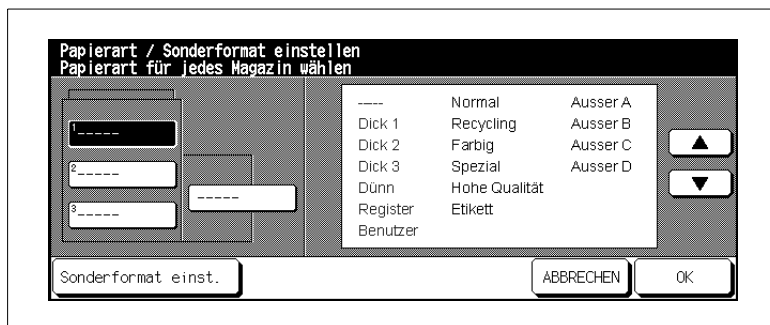 Papierart / Sonderformat einstellen
Papierart für jedes Magazin wählen
1-----
2-----
3-----
-----
----- Normal Ausser A
Dick 1 Recycling Ausser B
Dick 2 Farbig Ausser C
Dick 3 Spezial Ausser D
Dünn Hohe Qualität
Register Etikett
Benutzer
Sonderformat einst. ABBRECHEN OK